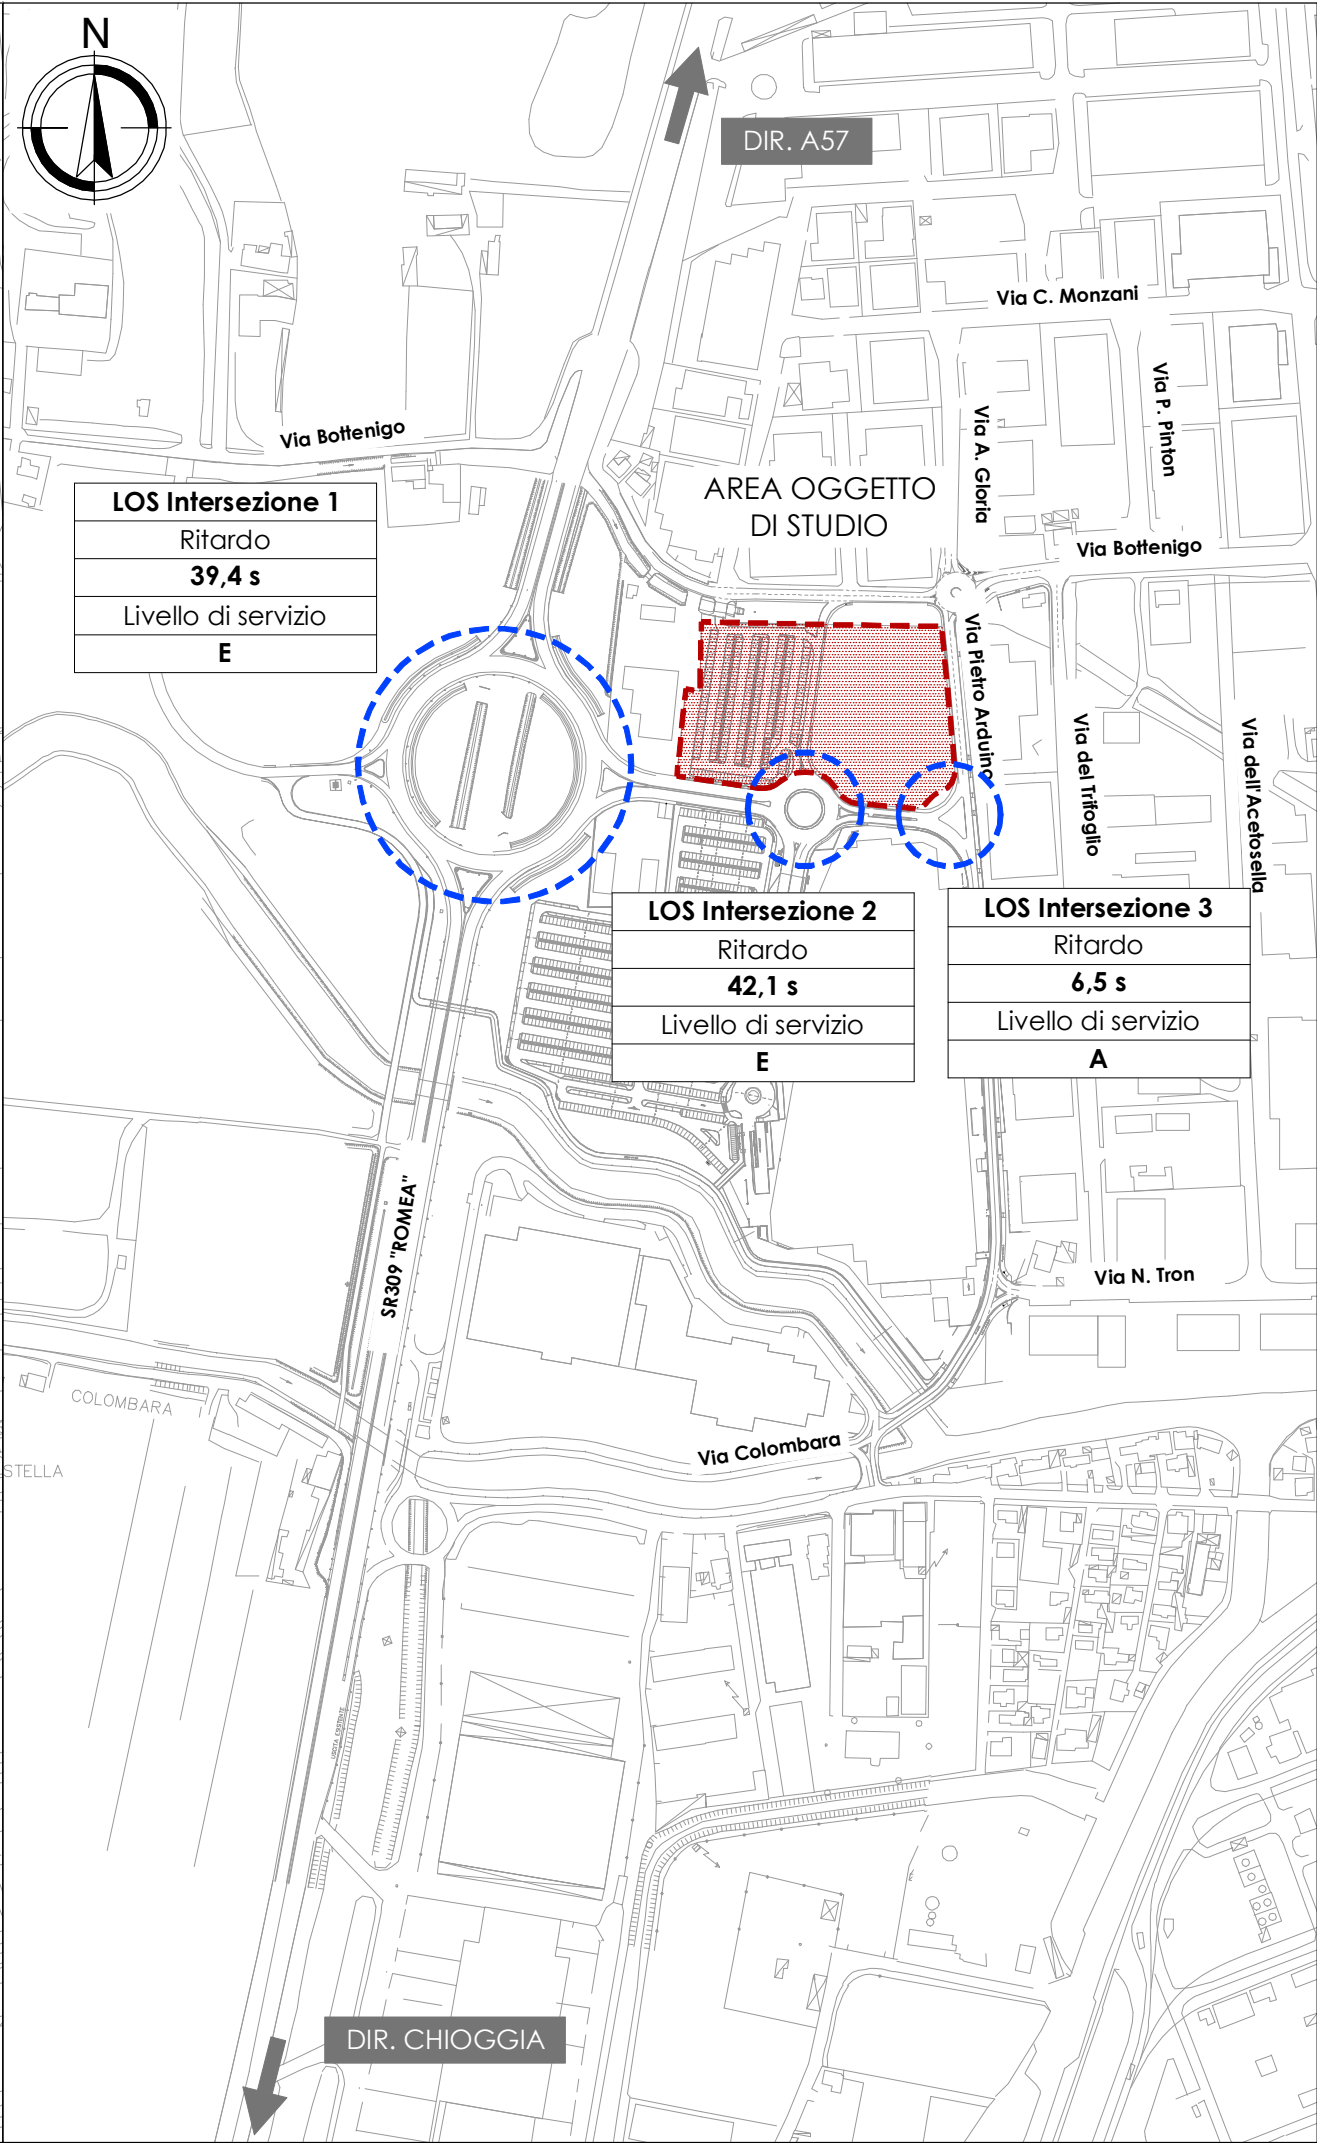 N
DIR. A57
Via C. Monzani
Via P. Pinton
Via A. Gloria
Via Bottenigo
AREA OGGETTO
DI STUDIO
Via Bottenigo
LOS Intersezione 1
Ritardo
39,4 s
Livello di servizio
E
Via Pietro Arduino
Via del Trifoglio
Via dell'Acetosella
LOS Intersezione 2
Ritardo
42,1 s
Livello di servizio
E
LOS Intersezione 3
Ritardo
6,5 s
Livello di servizio
A
SR309 "ROMEA"
Via N. Tron
COLOMBARA
Via Colombara
STELLA
DIR. CHIOGGIA